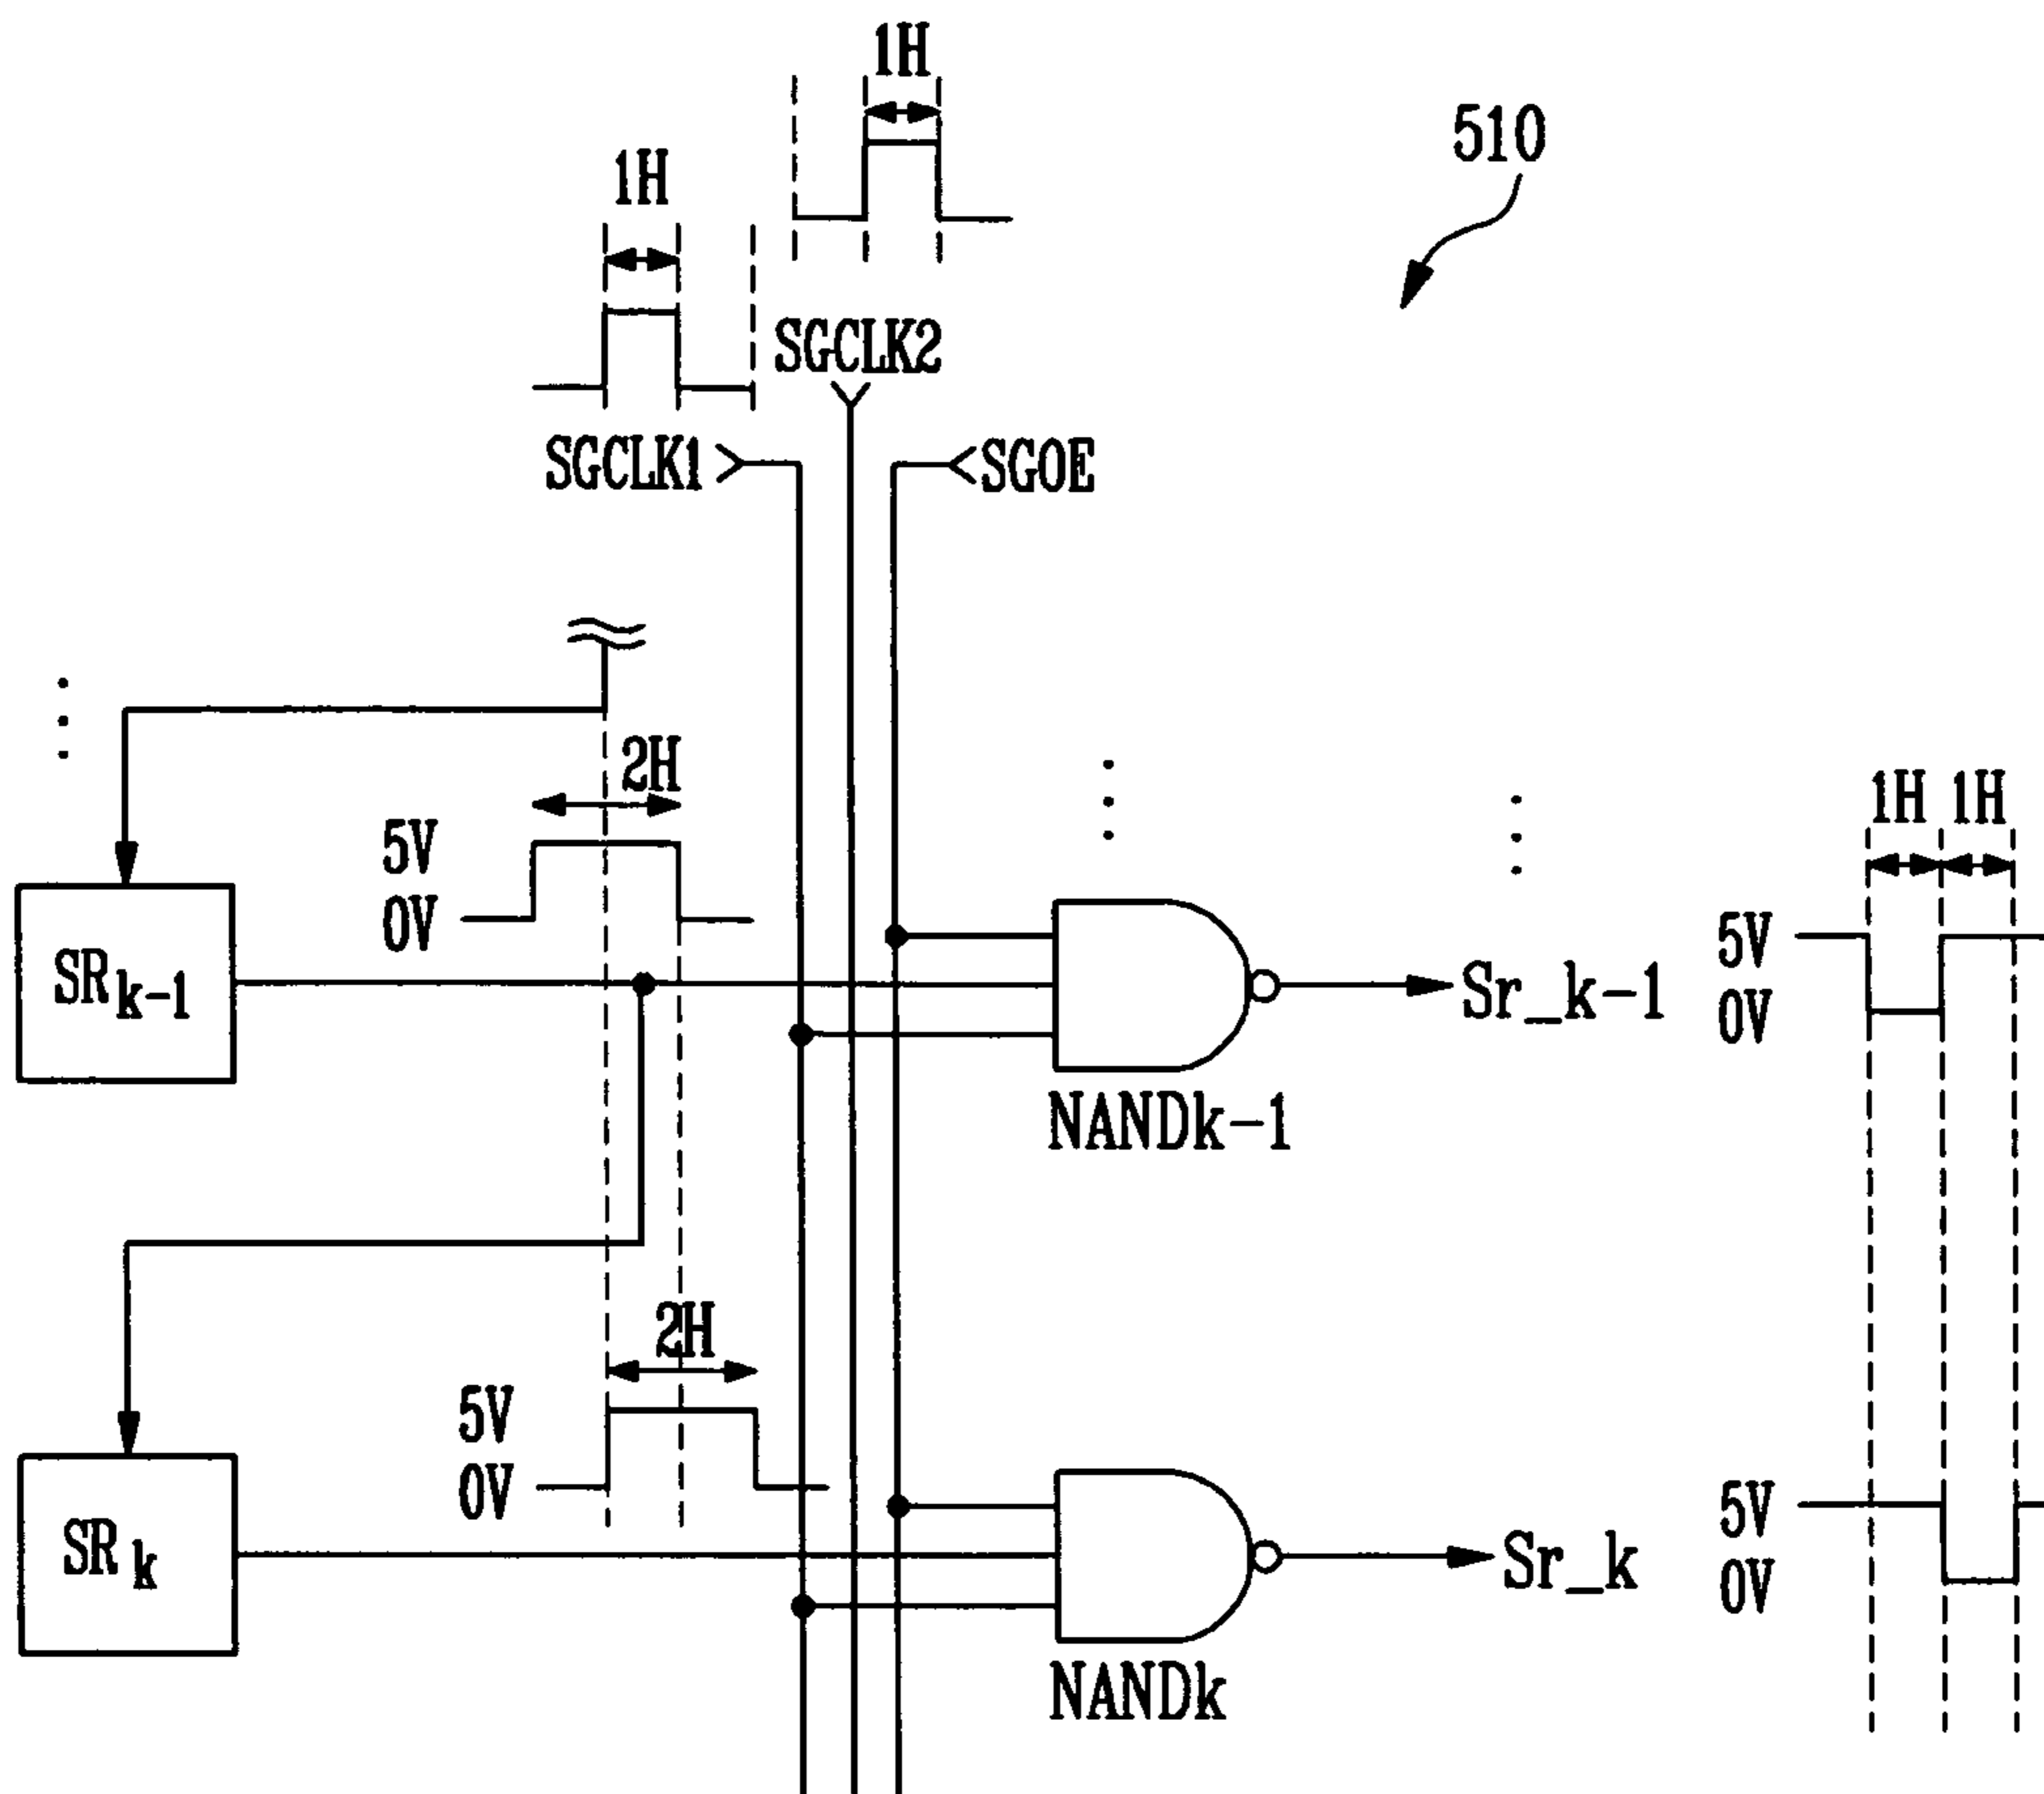 1H
510
1H
SGCLK2
SGCLK1
SGOE
2H
1H 1H
5V
0V
5V
0V
SRk-1
Sr_k-1
NANDk-1
2H
5V
0V
5V
0V
SRk
Sr_k
NANDk